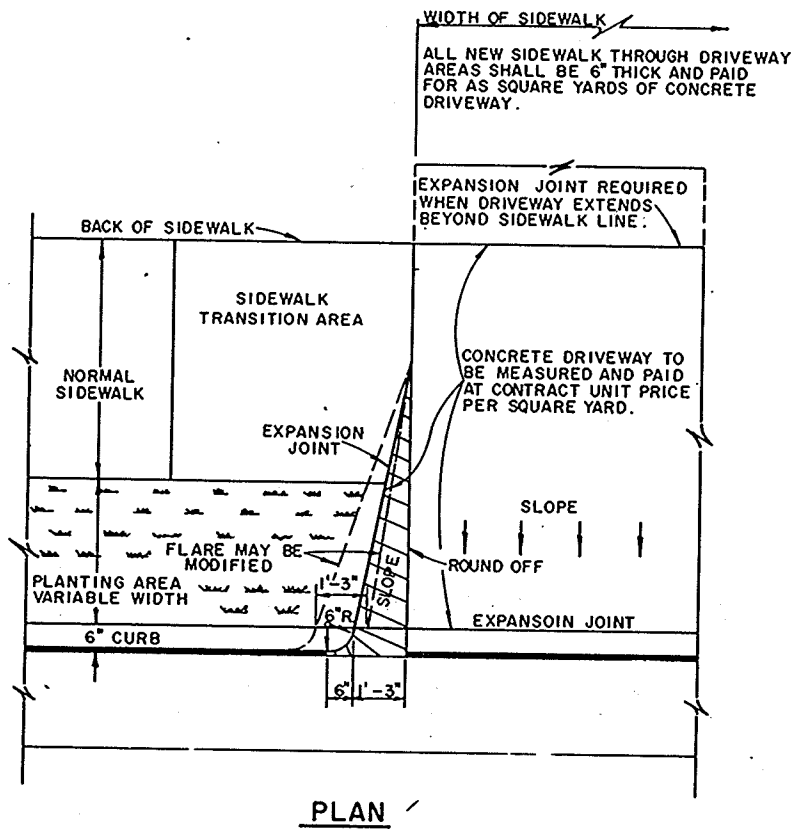 WIDTH OF SIDEWALK
ALL NEW SIDEWALK THROUGH DRIVEWAY
AREAS SHALL BE 6" THICK AND PAID
FOR AS SQUARE YARDS OF CONCRETE
DRIVEWAY.
EXPANSION JOINT REQUIRED
WHEN DRIVEWAY EXTENDS
BEYOND SIDEWALK LINE.
BACK OF SIDEWALK
SIDEWALK
TRANSITION AREA
NORMAL
SIDEWALK
CONCRETE DRIVEWAY TO
BE MEASURED AND PAID
AT CONTRACT UNIT PRICE
PER SQUARE YARD.
EXPANSION
JOINT
SLOPE
FLARE MAY BE
MODIFIED
ROUND OFF
SLOPE
PLANTING AREA
VARIABLE WIDTH
1'-3"
6"R.
EXPANSOIN JOINT
6" CURB
6"
1'-3"
PLAN